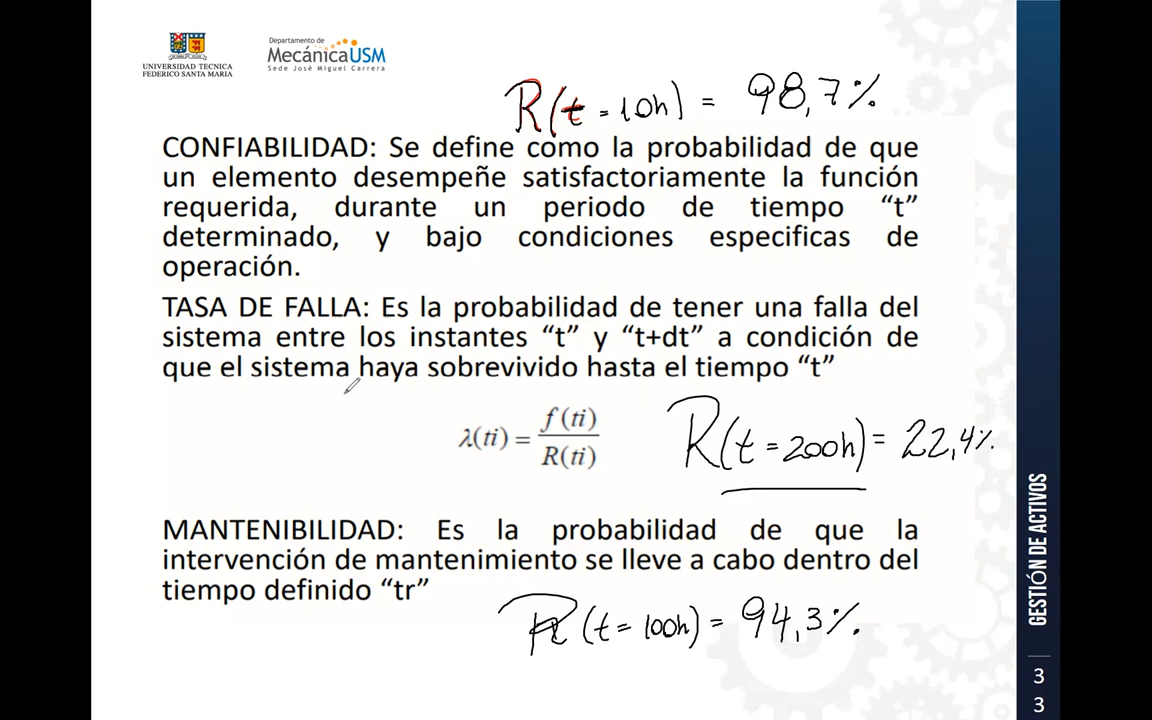 UNIVERSIDAD TECNICA
FEDERICO SANTA MARIA
Departamento de
MecánicaUSM
Sede José Miguel Carrera
R(t = 10h) = 98,7%
CONFIABILIDAD: Se define como la probabilidad de que
un elemento desempeñe satisfactoriamente la función
requerida, durante un periodo de tiempo “t”
determinado, y bajo condiciones especificas de
operación.
TASA DE FALLA: Es la probabilidad de tener una falla del
sistema entre los instantes “t” y “t+dt” a condición de
que el sistema haya sobrevivido hasta el tiempo “t”
λ(ti) = f(ti) / R(ti)
R(t = 200h) = 22,4%
MANTENIBILIDAD: Es la probabilidad de que la
intervención de mantenimiento se lleve a cabo dentro del
tiempo definido “tr”
R(t = 100h) = 94,3%.
GESTIÓN DE ACTIVOS
3
3